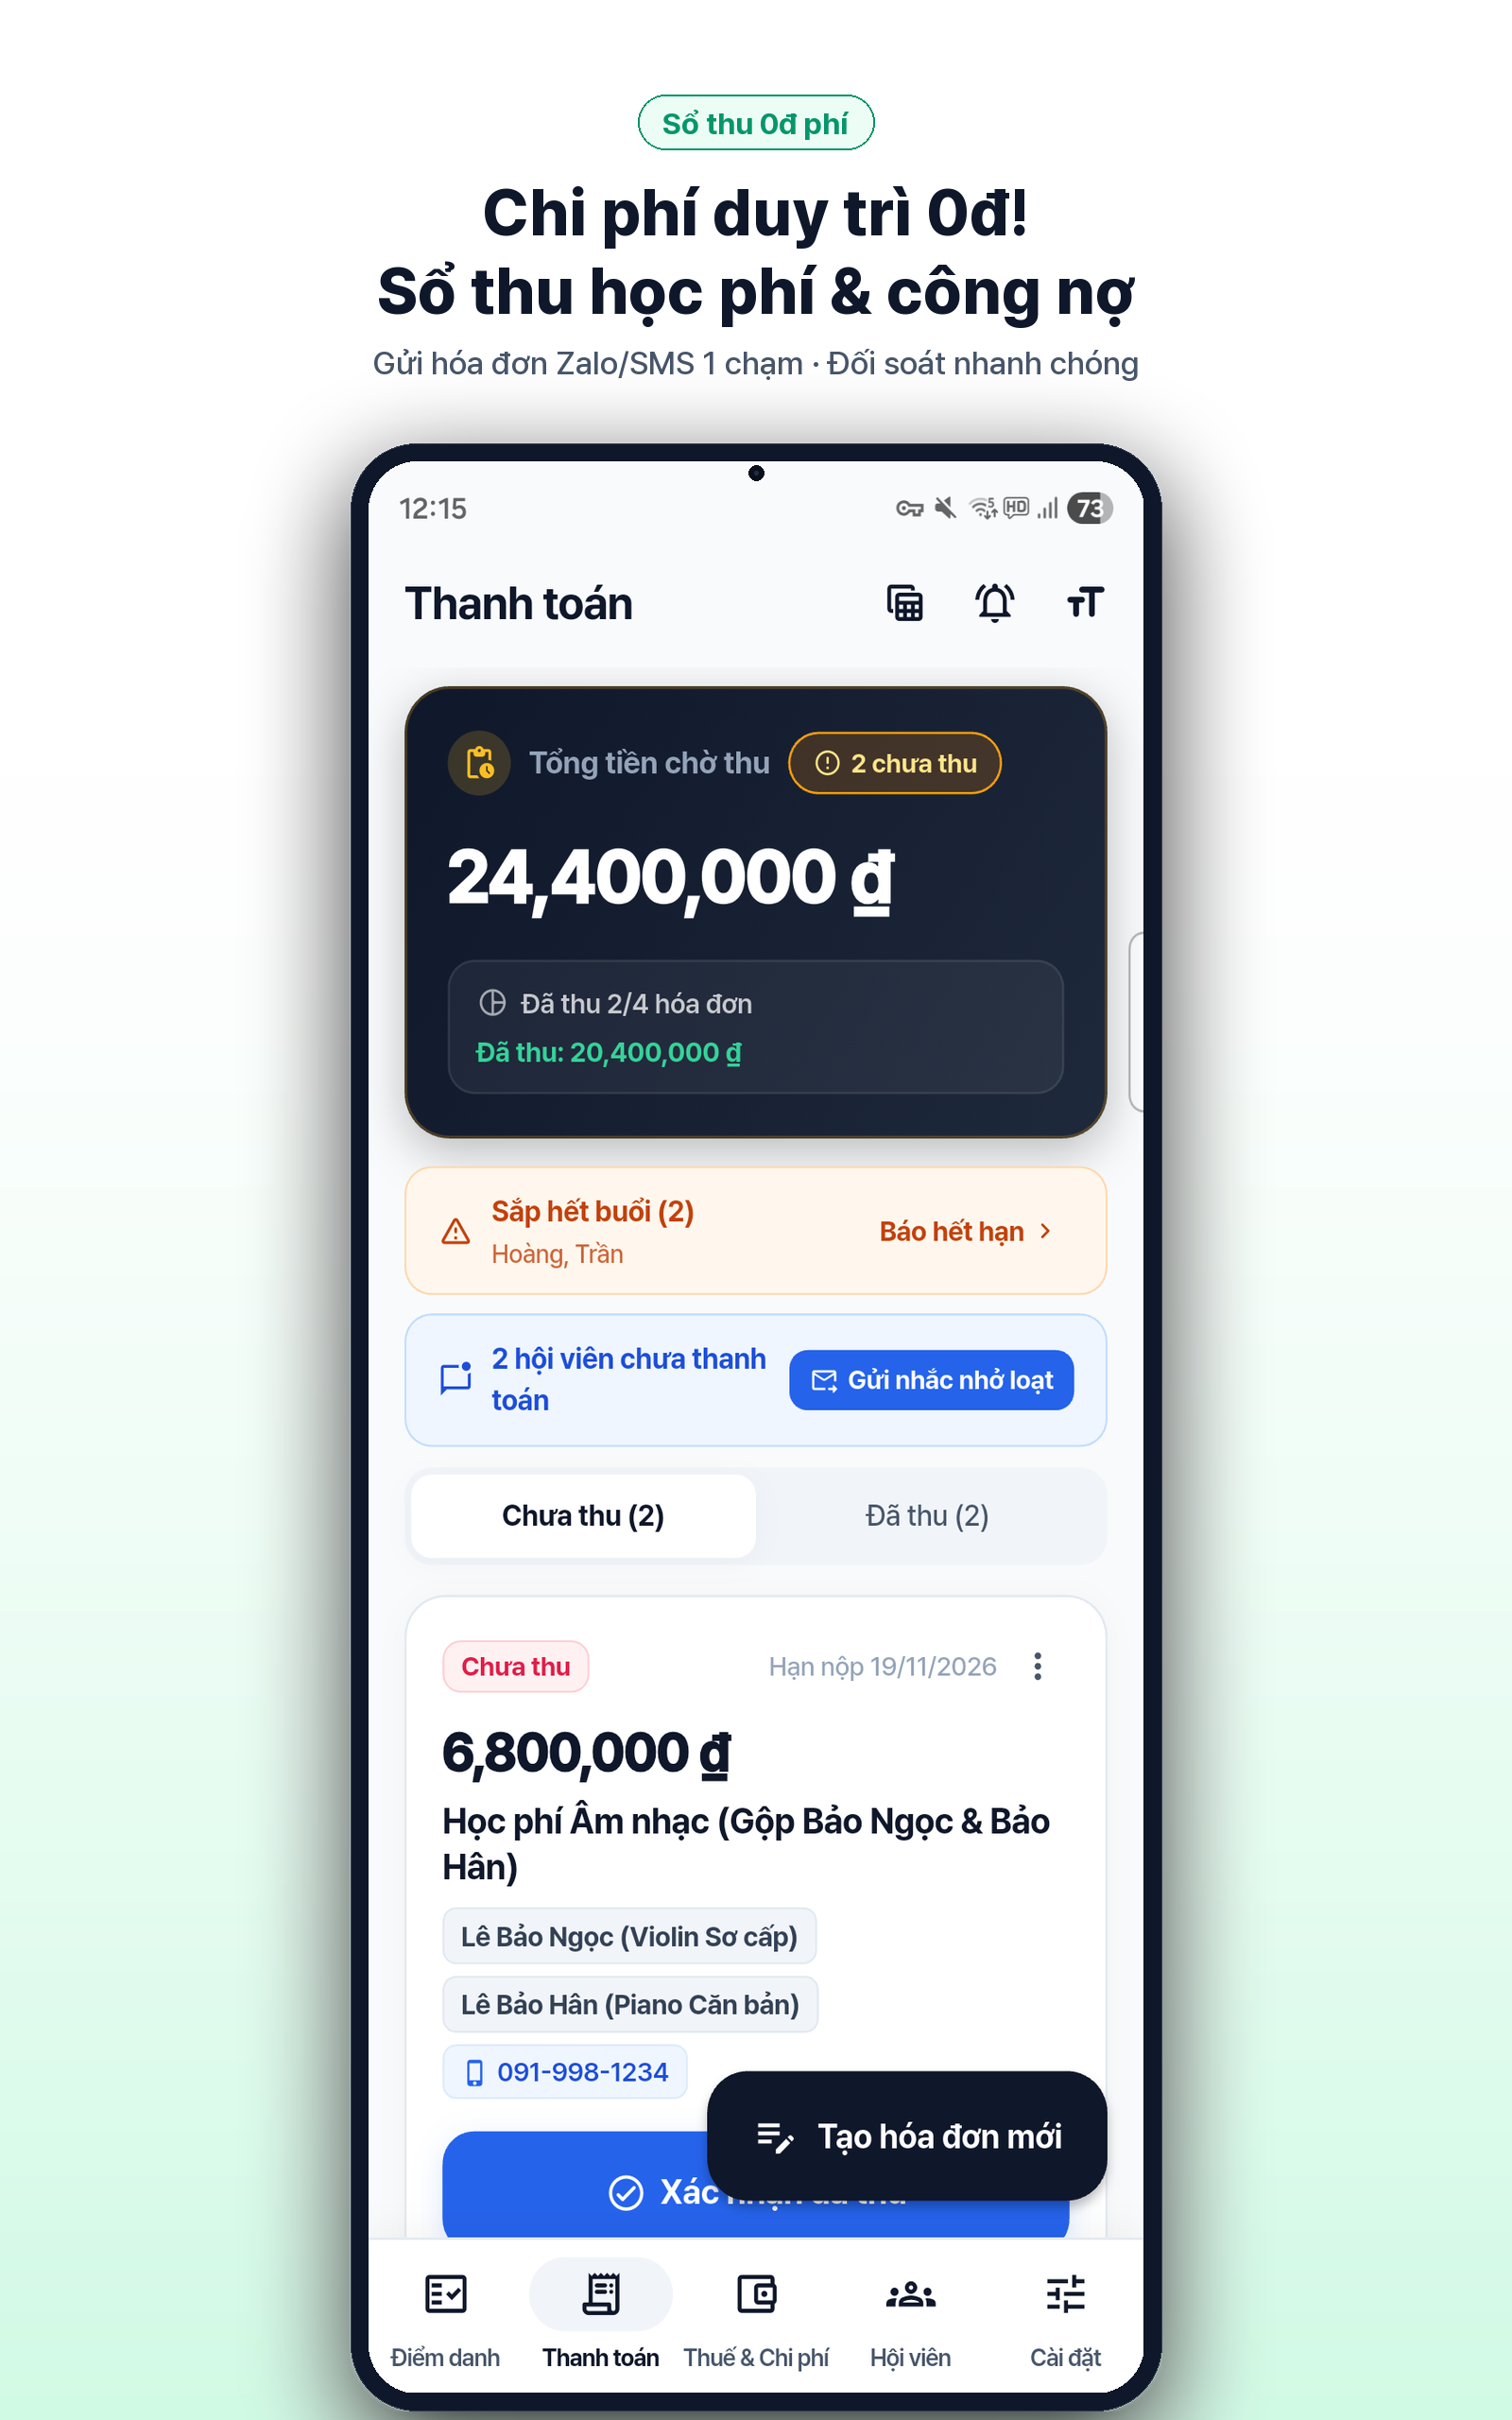 Sổ thu 0đ phí
Chi phí duy trì 0đ!
Sổ thu học phí & công nợ
Gửi hóa đơn Zalo/SMS 1 chạm · Đối soát nhanh chóng
12:15
5
HD
73
Thanh toán
Tổng tiền chờ thu
2 chưa thu
24,400,000 ₫
Đã thu 2/4 hóa đơn
Đã thu: 20,400,000 ₫
Sắp hết buổi (2)
Hoàng, Trần
Báo hết hạn
2 hội viên chưa thanh
toán
Gửi nhắc nhở loạt
Chưa thu (2)
Đã thu (2)
Chưa thu
Hạn nộp 19/11/2026
6,800,000 ₫
Học phí Âm nhạc (Gộp Bảo Ngọc & Bảo
Hân)
Lê Bảo Ngọc (Violin Sơ cấp)
Lê Bảo Hân (Piano Căn bản)
091-998-1234
Tạo hóa đơn mới
Xác
Điểm danh
Thanh toán
Thuế & Chi phí
Hội viên
Cài đặt